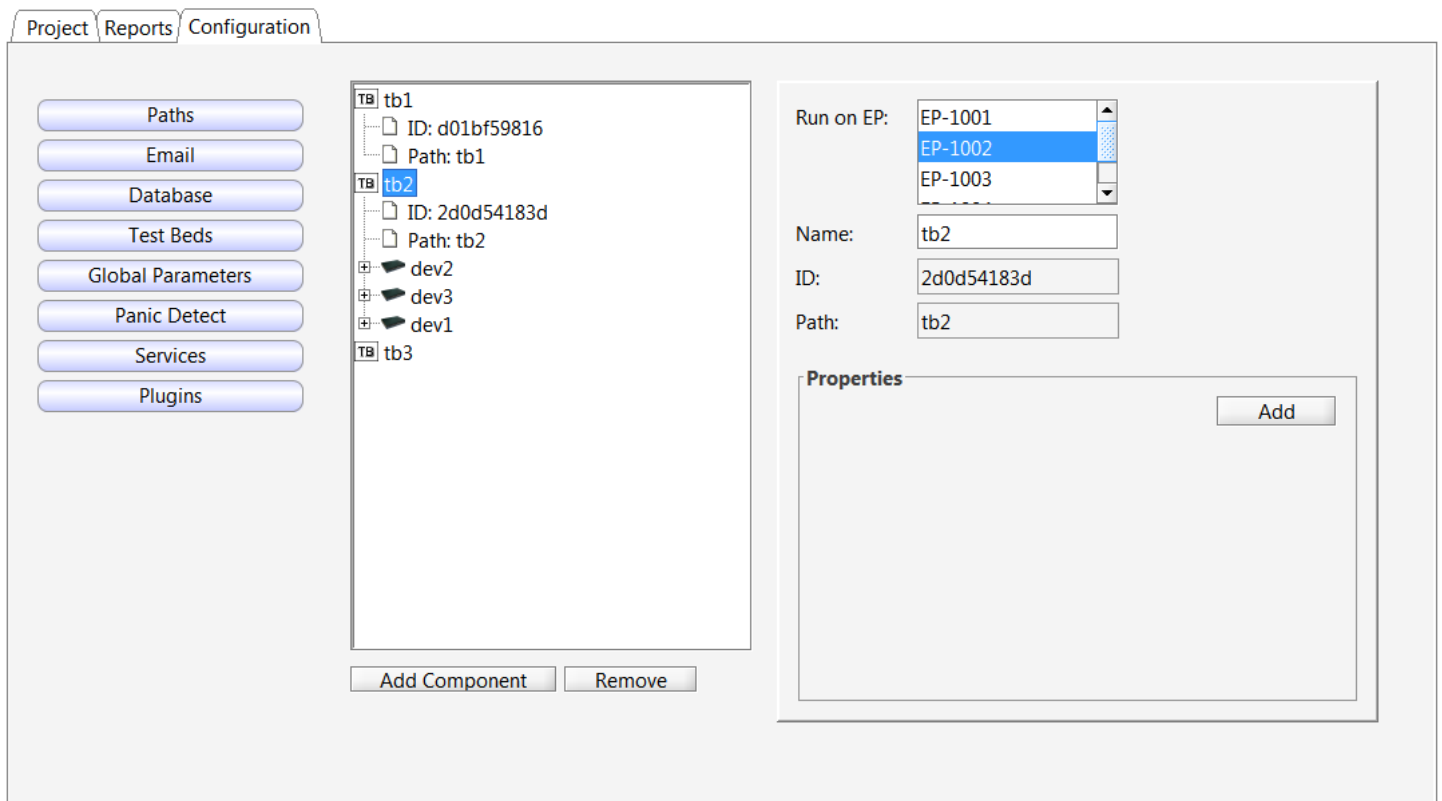 Project Reports Configuration
Paths
Email
Database
Test Beds
Global Parameters
Panic Detect
Services
Plugins
TB tb1
ID: d01bf59816
Path: tb1
TB tb2
ID: 2d0d54183d
Path: tb2
dev2
dev3
dev1
TB tb3
Add Component Remove
Run on EP: EP-1001
EP-1002
EP-1003
Name: tb2
ID: 2d0d54183d
Path: tb2
Properties
Add